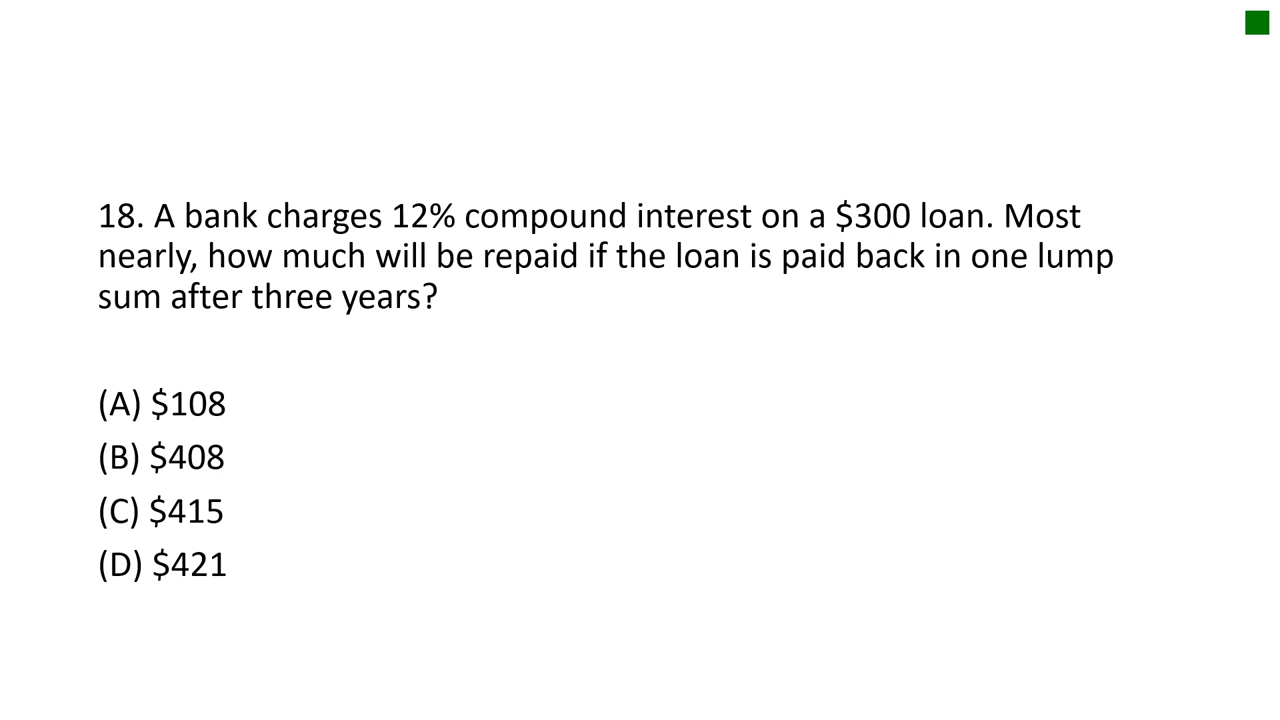 18. A bank charges 12% compound interest on a $300 loan. Most
nearly, how much will be repaid if the loan is paid back in one lump
sum after three years?
(A) $108
(B) $408
(C) $415
(D) $421